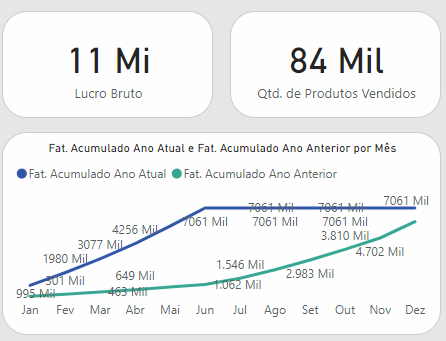 11 Mi
Lucro Bruto
84 Mil
Qtd. de Produtos Vendidos
Fat. Acumulado Ano Atual e Fat. Acumulado Ano Anterior por Mês
Fat. Acumulado Ano Atual Fat. Acumulado Ano Anterior
7061 Mil
7061 Mil 7061 Mil
7061 Mil 7061 Mil 7061 Mil
4256 Mil
3.810 Mil
3077 Mil
4.702 Mil
1980 Mil
1.546 Mil
2.983 Mil
649 Mil
301 Mil
1.062 Mil
995 Mil 463 Mil
Jan Fev Mar Abr Mai Jun Jul Ago Set Out Nov Dez